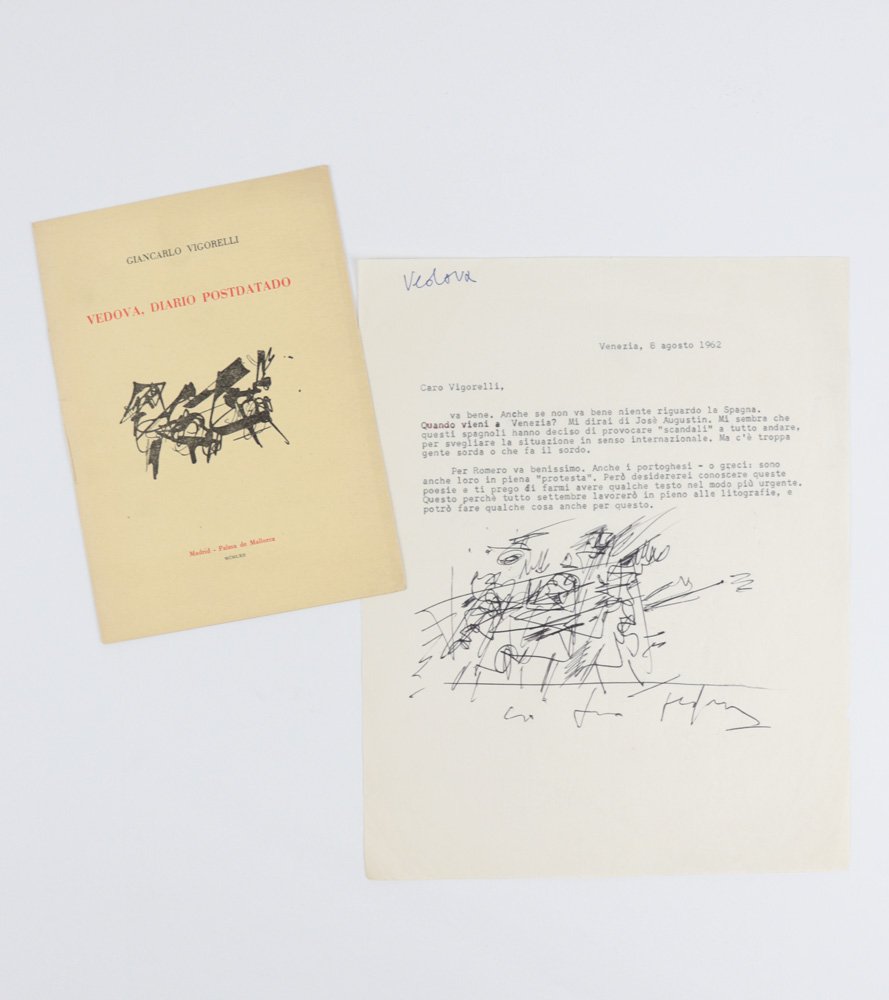 GIANCARLO VIGORELLI
VEDOVA, DIARIO POSTDATADO
Madrid - Palma de Mallorca
MCMLXII
Vedova
Venezia, 8 agosto 1962
Caro Vigorelli,
va bene. Anche se non va bene niente riguardo la Spagna.
Quando vieni a Venezia? Mi dirai di Josè Augustin. Mi sembra che
questi spagnoli hanno deciso di provocare "scandali" a tutto andare,
per svegliare la situazione in senso internazionale. Ma c'è troppa
gente sorda o che fa il sordo.
Per Romero va benissimo. Anche i portoghesi - o greci: sono
anche loro in piena "protesta". Però desidererei conoscere queste
poesie e ti prego di farmi avere qualche testo nel modo più urgente.
Questo perchè tutto settembre lavorerò in pieno alle litografie, e
potrò fare qualche cosa anche per questo.